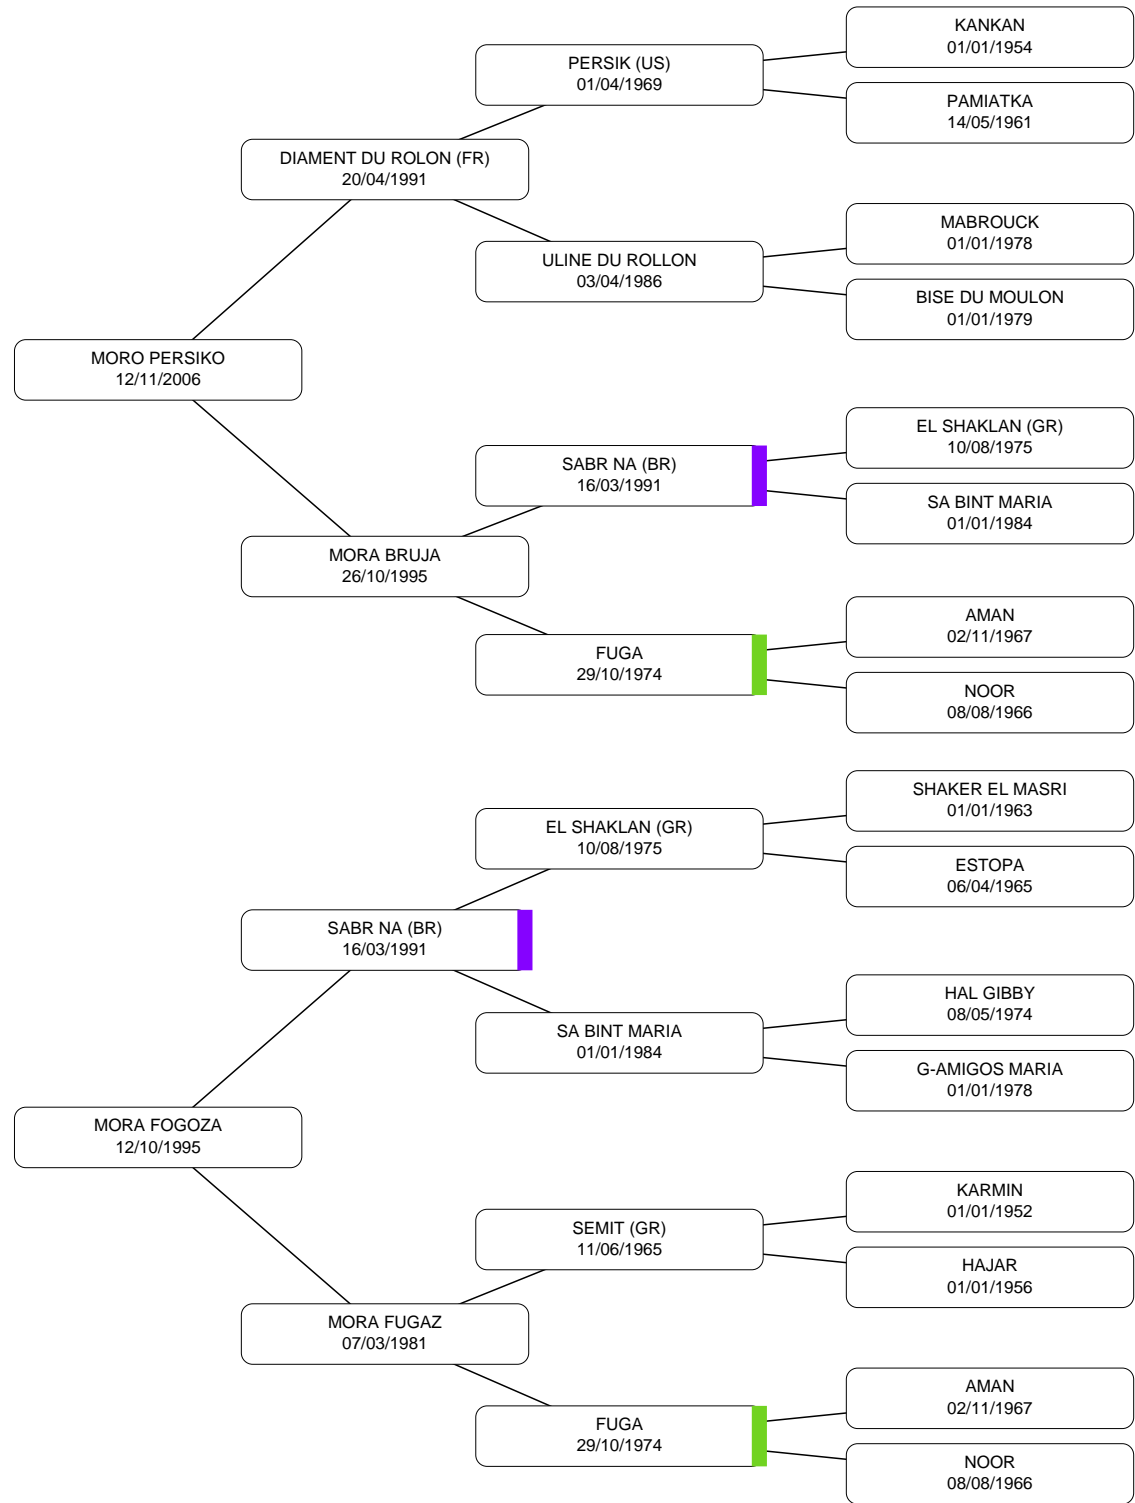 KANKAN
01/01/1954
PERSIK (US)
01/04/1969
PAMIATKA
14/05/1961
DIAMENT DU ROLON (FR)
20/04/1991
MABROUCK
01/01/1978
ULINE DU ROLLON
03/04/1986
BISE DU MOULON
01/01/1979
MORO PERSIKO
12/11/2006
EL SHAKLAN (GR)
10/08/1975
SABR NA (BR)
16/03/1991
SA BINT MARIA
01/01/1984
MORA BRUJA
26/10/1995
AMAN
02/11/1967
FUGA
29/10/1974
NOOR
08/08/1966
SHAKER EL MASRI
01/01/1963
EL SHAKLAN (GR)
10/08/1975
ESTOPA
06/04/1965
SABR NA (BR)
16/03/1991
HAL GIBBY
08/05/1974
SA BINT MARIA
01/01/1984
G-AMIGOS MARIA
01/01/1978
MORA FOGOZA
12/10/1995
KARMIN
01/01/1952
SEMIT (GR)
11/06/1965
HAJAR
01/01/1956
MORA FUGAZ
07/03/1981
AMAN
02/11/1967
FUGA
29/10/1974
NOOR
08/08/1966